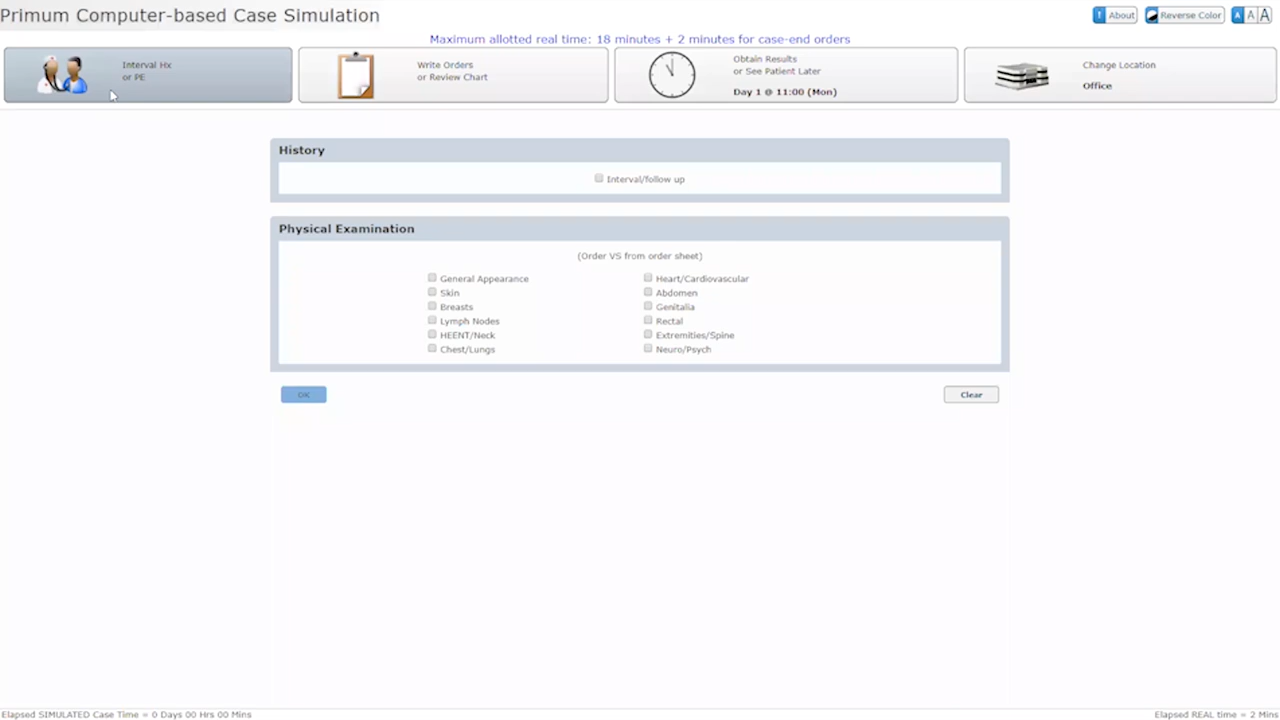 Primum Computer-based Case Simulation
About
Reverse Color
A A A
Maximum allotted real time: 18 minutes + 2 minutes for case-end orders
Interval Hx
or PE
Write Orders
or Review Chart
Obtain Results
or See Patient Later
Day 1 @ 11:00 (Mon)
Change Location
Office
History
Interval/follow up
Physical Examination
(Order VS from order sheet)
General Appearance
Skin
Breasts
Lymph Nodes
HEENT/Neck
Chest/Lungs
Heart/Cardiovascular
Abdomen
Genitalia
Rectal
Extremities/Spine
Neuro/Psych
OK
Clear
Elapsed SIMULATED Case Time = 0 Days 00 Hrs 00 Mins
Elapsed REAL time = 2 Mins